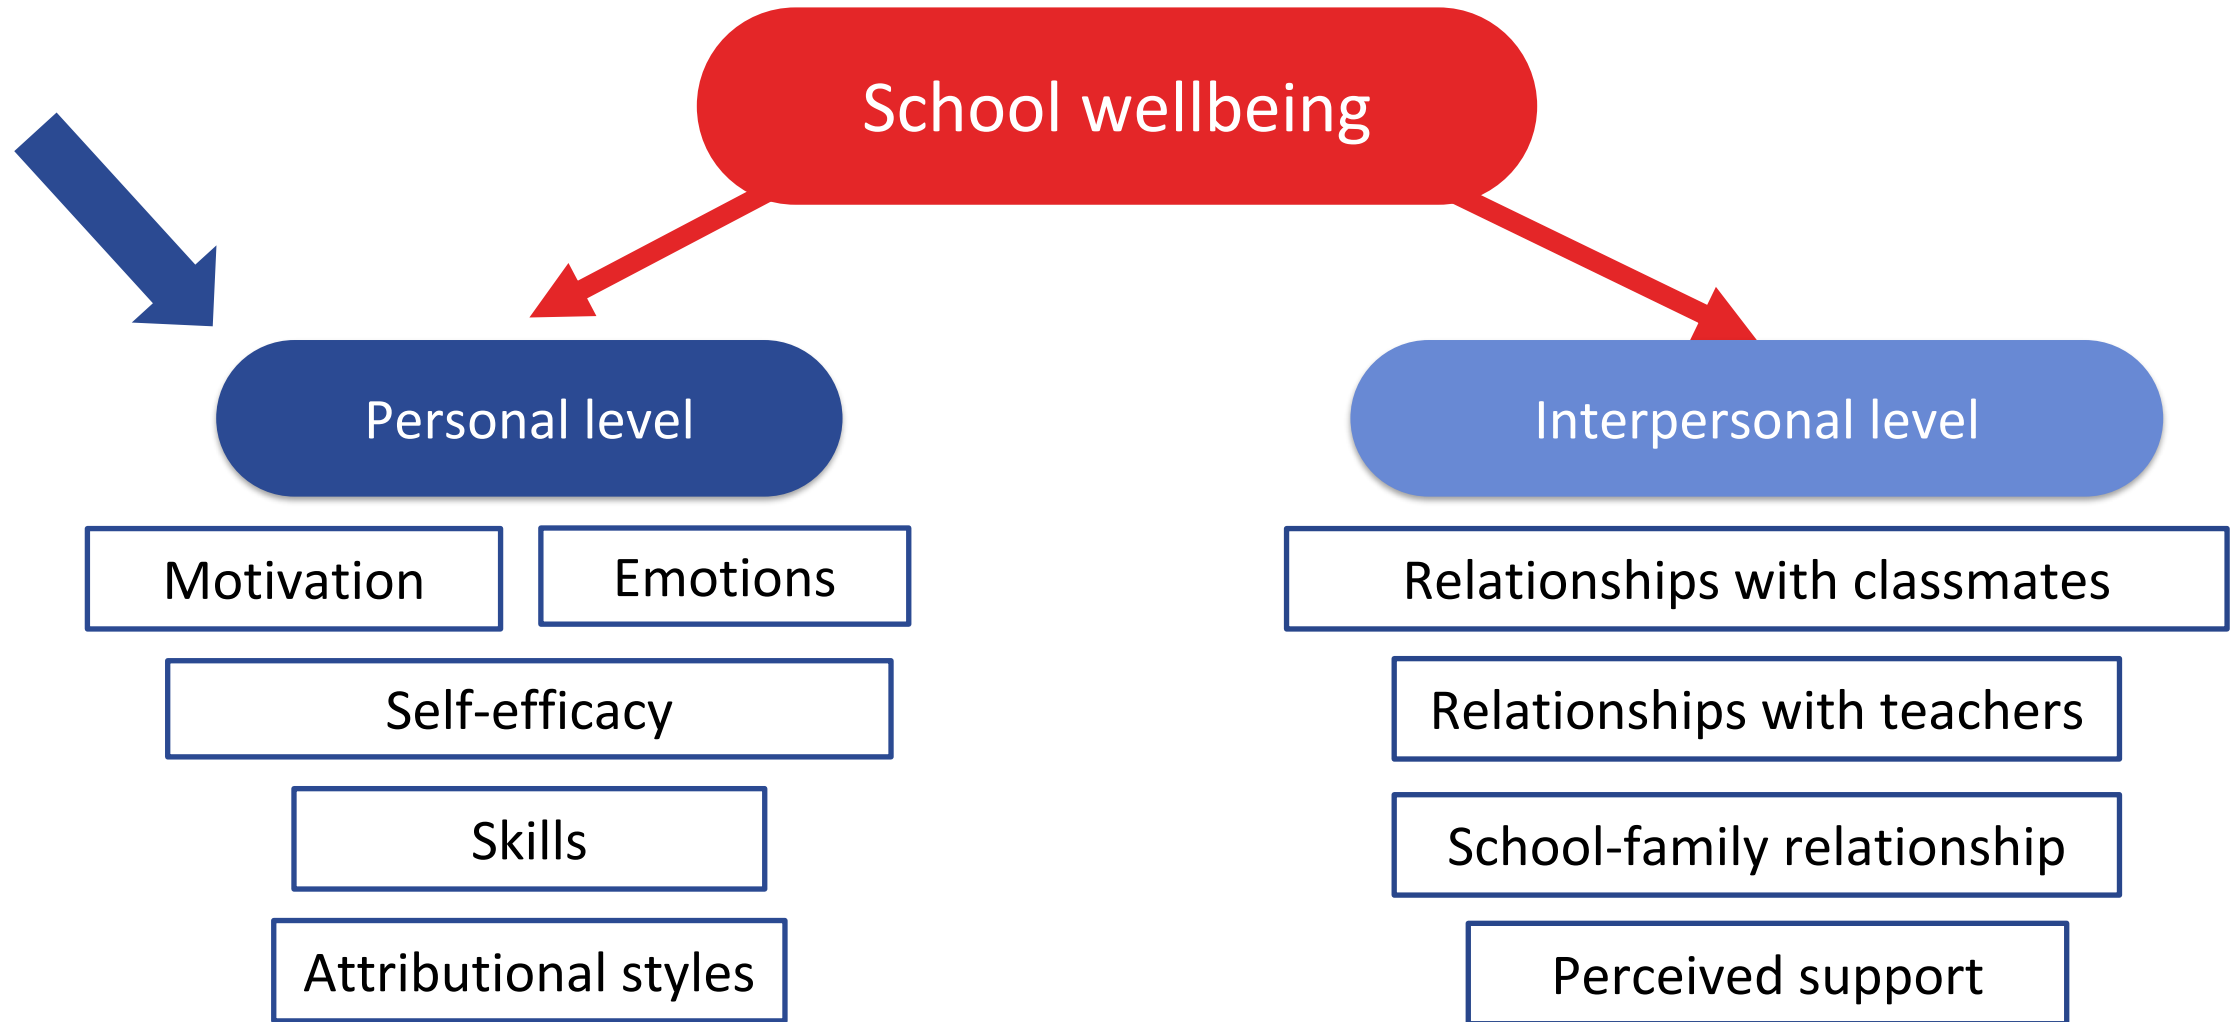 School wellbeing
Personal level
Interpersonal level
Motivation
Emotions
Self-efficacy
Skills
Attributional styles
Relationships with classmates
Relationships with teachers
School-family relationship
Perceived support